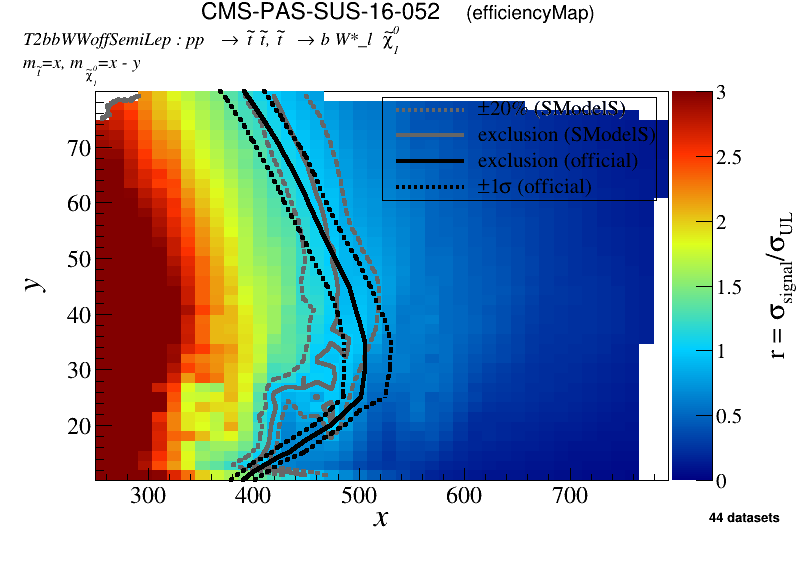 CMS-PAS-SUS-16-052 (efficiencyMap)
T2bbWWoffSemiLep : pp → t̃ t̃, t̃ → b W*_l χ̃⁰₁
m_t̃=x, m_χ̃⁰₁=x - y
±20% (SModelS)
exclusion (SModelS)
exclusion (official)
±1σ (official)
70
60
50
40
30
20
y
300 400 500 600 700
x
3
2.5
2
1.5
1
0.5
0
r = σ_signal/σ_UL
44 datasets